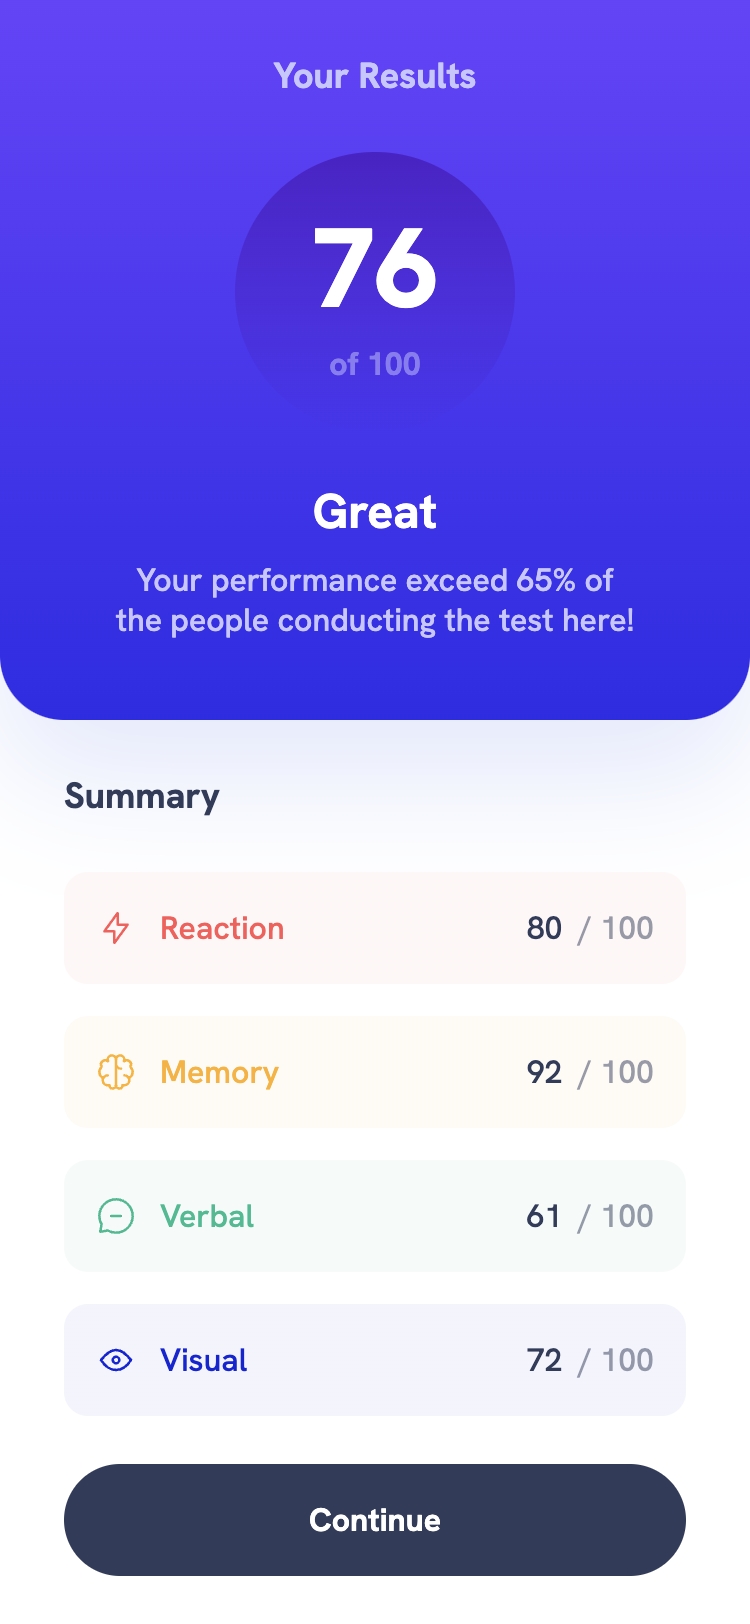 Your Results
76
of 100
Great
Your performance exceed 65% of
the people conducting the test here!
Summary
Reaction 80 / 100
Memory 92 / 100
Verbal 61 / 100
Visual 72 / 100
Continue